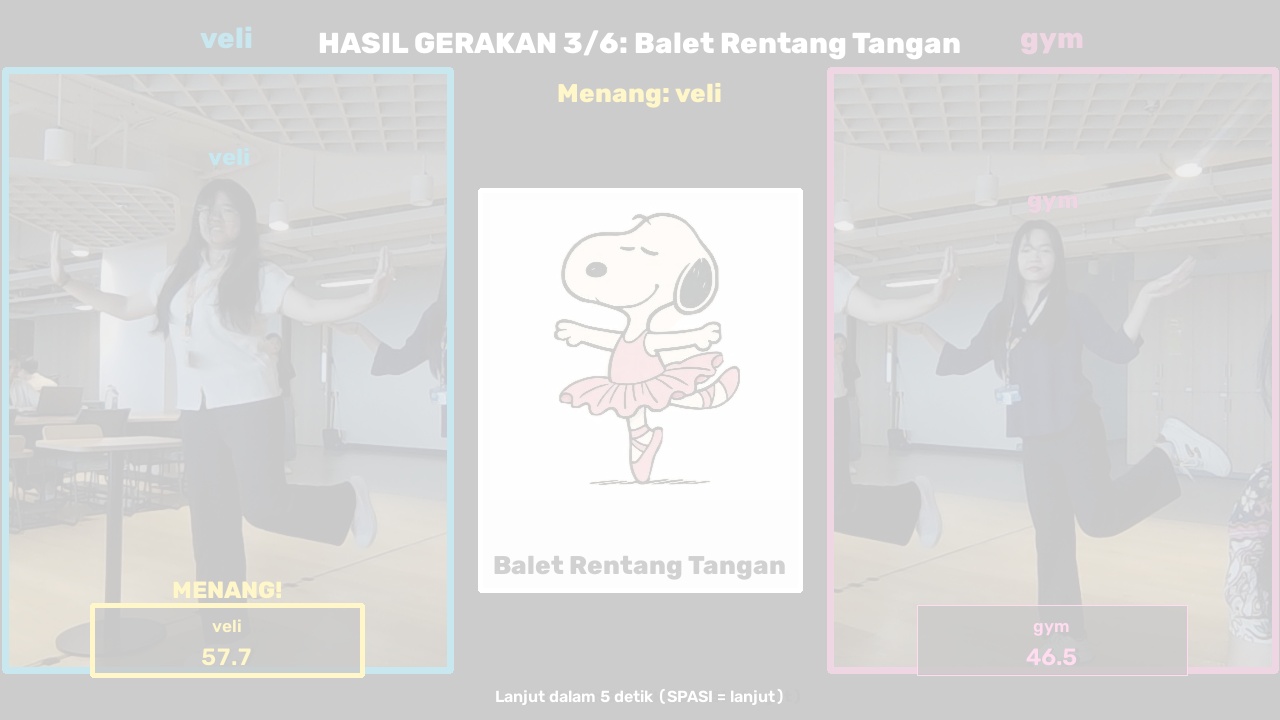 veli
HASIL GERAKAN 3/6: Balet Rentang Tangan
gym
Menang: veli
veli
gym
Balet Rentang Tangan
MENANG!
veli
57.7
gym
46.5
Lanjut dalam 5 detik (SPASI = lanjut)